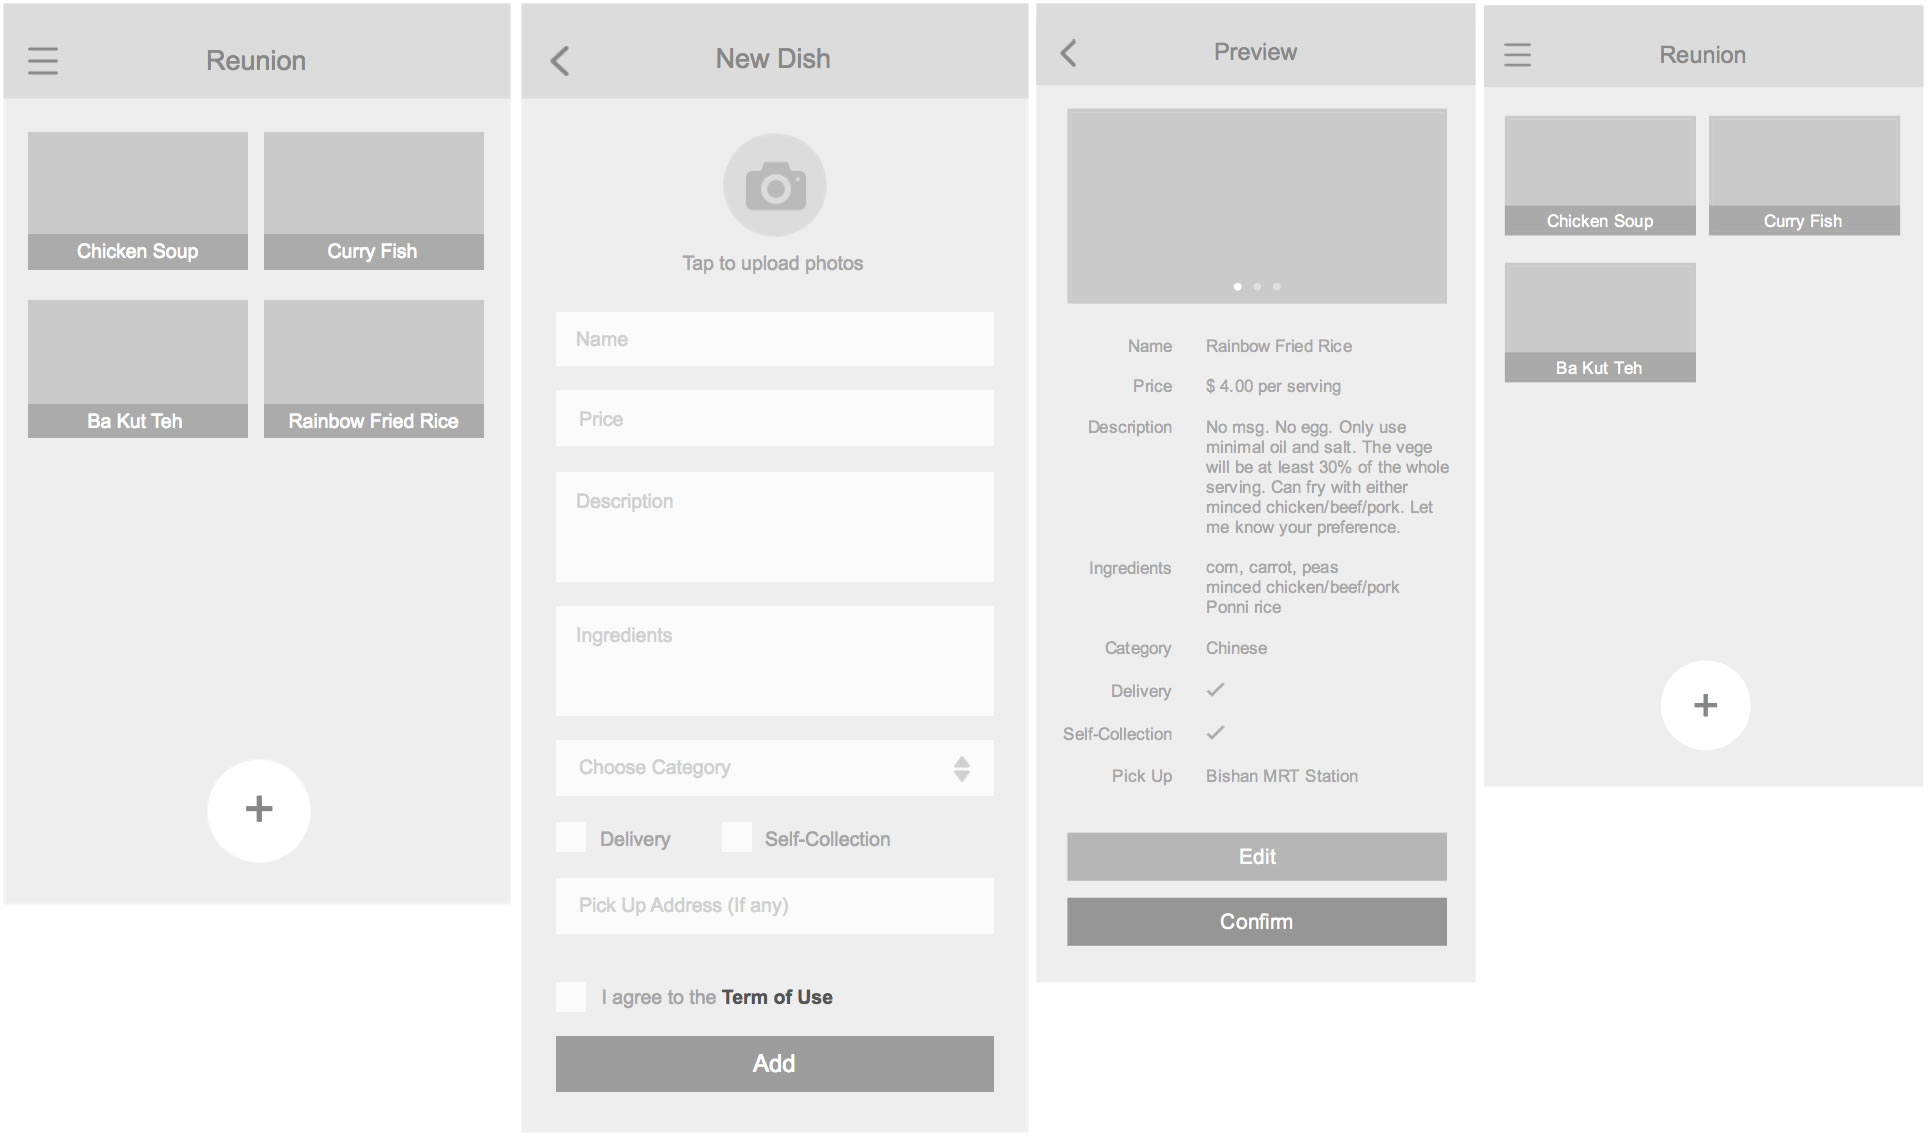 Reunion
Chicken Soup
Curry Fish
Ba Kut Teh
Rainbow Fried Rice
+
New Dish
Tap to upload photos
Name
Price
Description
Ingredients
Choose Category
Delivery
Self-Collection
Pick Up Address (If any)
I agree to the Term of Use
Add
Preview
Name Rainbow Fried Rice
Price $ 4.00 per serving
Description No msg. No egg. Only use
minimal oil and salt. The vege
will be at least 30% of the whole
serving. Can fry with either
minced chicken/beef/pork. Let
me know your preference.
Ingredients corn, carrot, peas
minced chicken/beef/pork
Ponni rice
Category Chinese
Delivery ✓
Self-Collection ✓
Pick Up Bishan MRT Station
Edit
Confirm
Reunion
Chicken Soup
Curry Fish
Ba Kut Teh
+